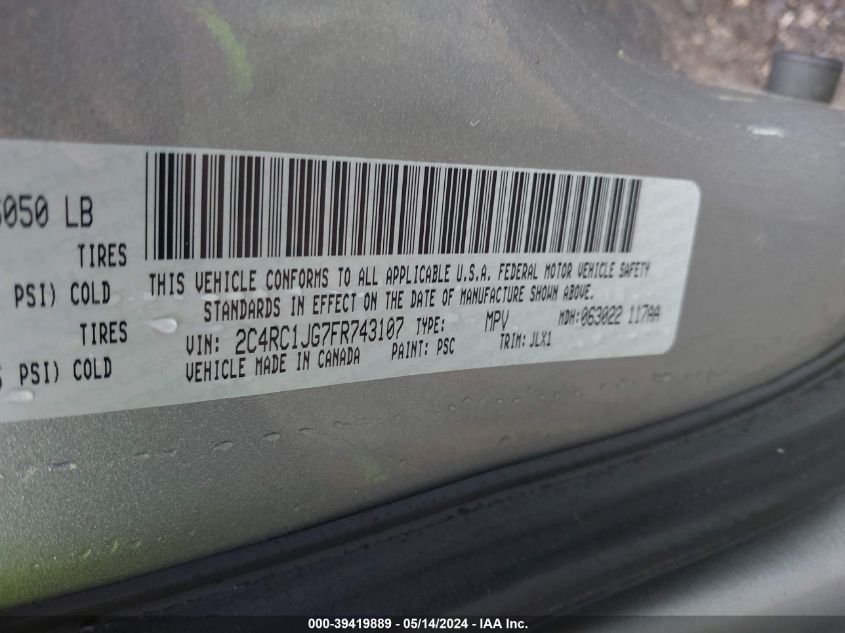 6050 LB
TIRES
PSI) COLD
TIRES
PSI) COLD
THIS VEHICLE CONFORMS TO ALL APPLICABLE U.S.A. FEDERAL MOTOR VEHICLE SAFETY
STANDARDS IN EFFECT ON THE DATE OF MANUFACTURE SHOWN ABOVE.
VIN: 2C4RC1JG7FR743107 TYPE: MPV MDH: 063022 117AA
VEHICLE MADE IN CANADA PAINT: PSC TRIM: JLX1
000-39419889 - 05/14/2024 - IAA Inc.